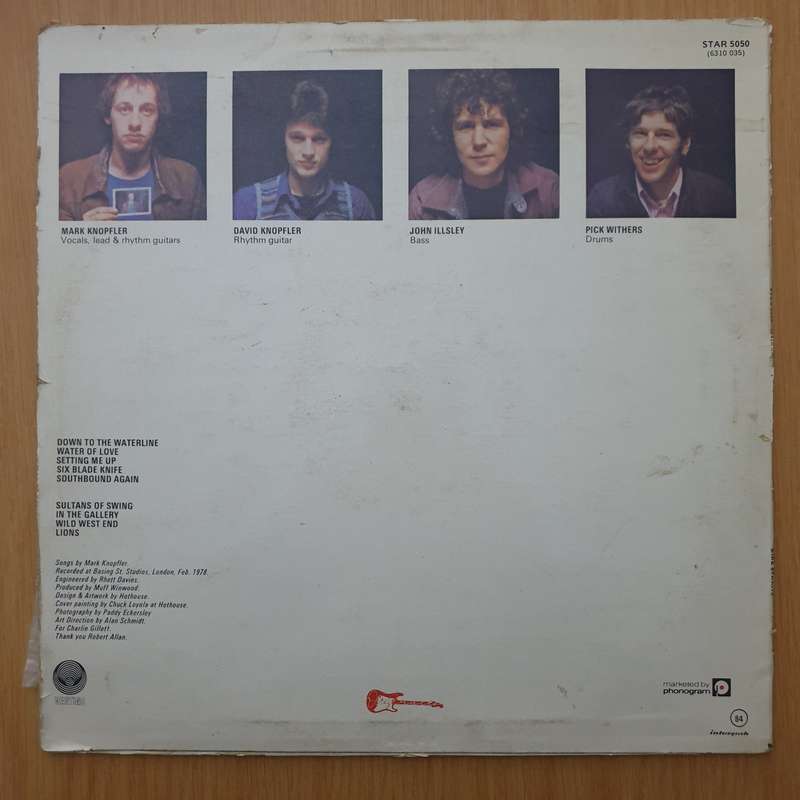 STAR 5050
(6310 035)
MARK KNOPFLER
Vocals, lead & rhythm guitars
DAVID KNOPFLER
Rhythm guitar
JOHN ILLSLEY
Bass
PICK WITHERS
Drums
DOWN TO THE WATERLINE
WATER OF LOVE
SETTING ME UP
SIX BLADE KNIFE
SOUTHBOUND AGAIN
SULTANS OF SWING
IN THE GALLERY
WILD WEST END
LIONS
Songs by Mark Knopfler.
Recorded at Basing St. Studios, London, Feb. 1978.
Engineered by Rhett Davies.
Produced by Muff Winwood.
Design & Artwork by Hothouse.
Cover painting by Chuck Loyola at Hothouse.
Photography by Paddy Eckersley
Art Direction by Alan Schmidt.
For Charlie Gillett.
Thank you Robert Allan.
VERTIGO
marketed by
phonogram
84
interpak